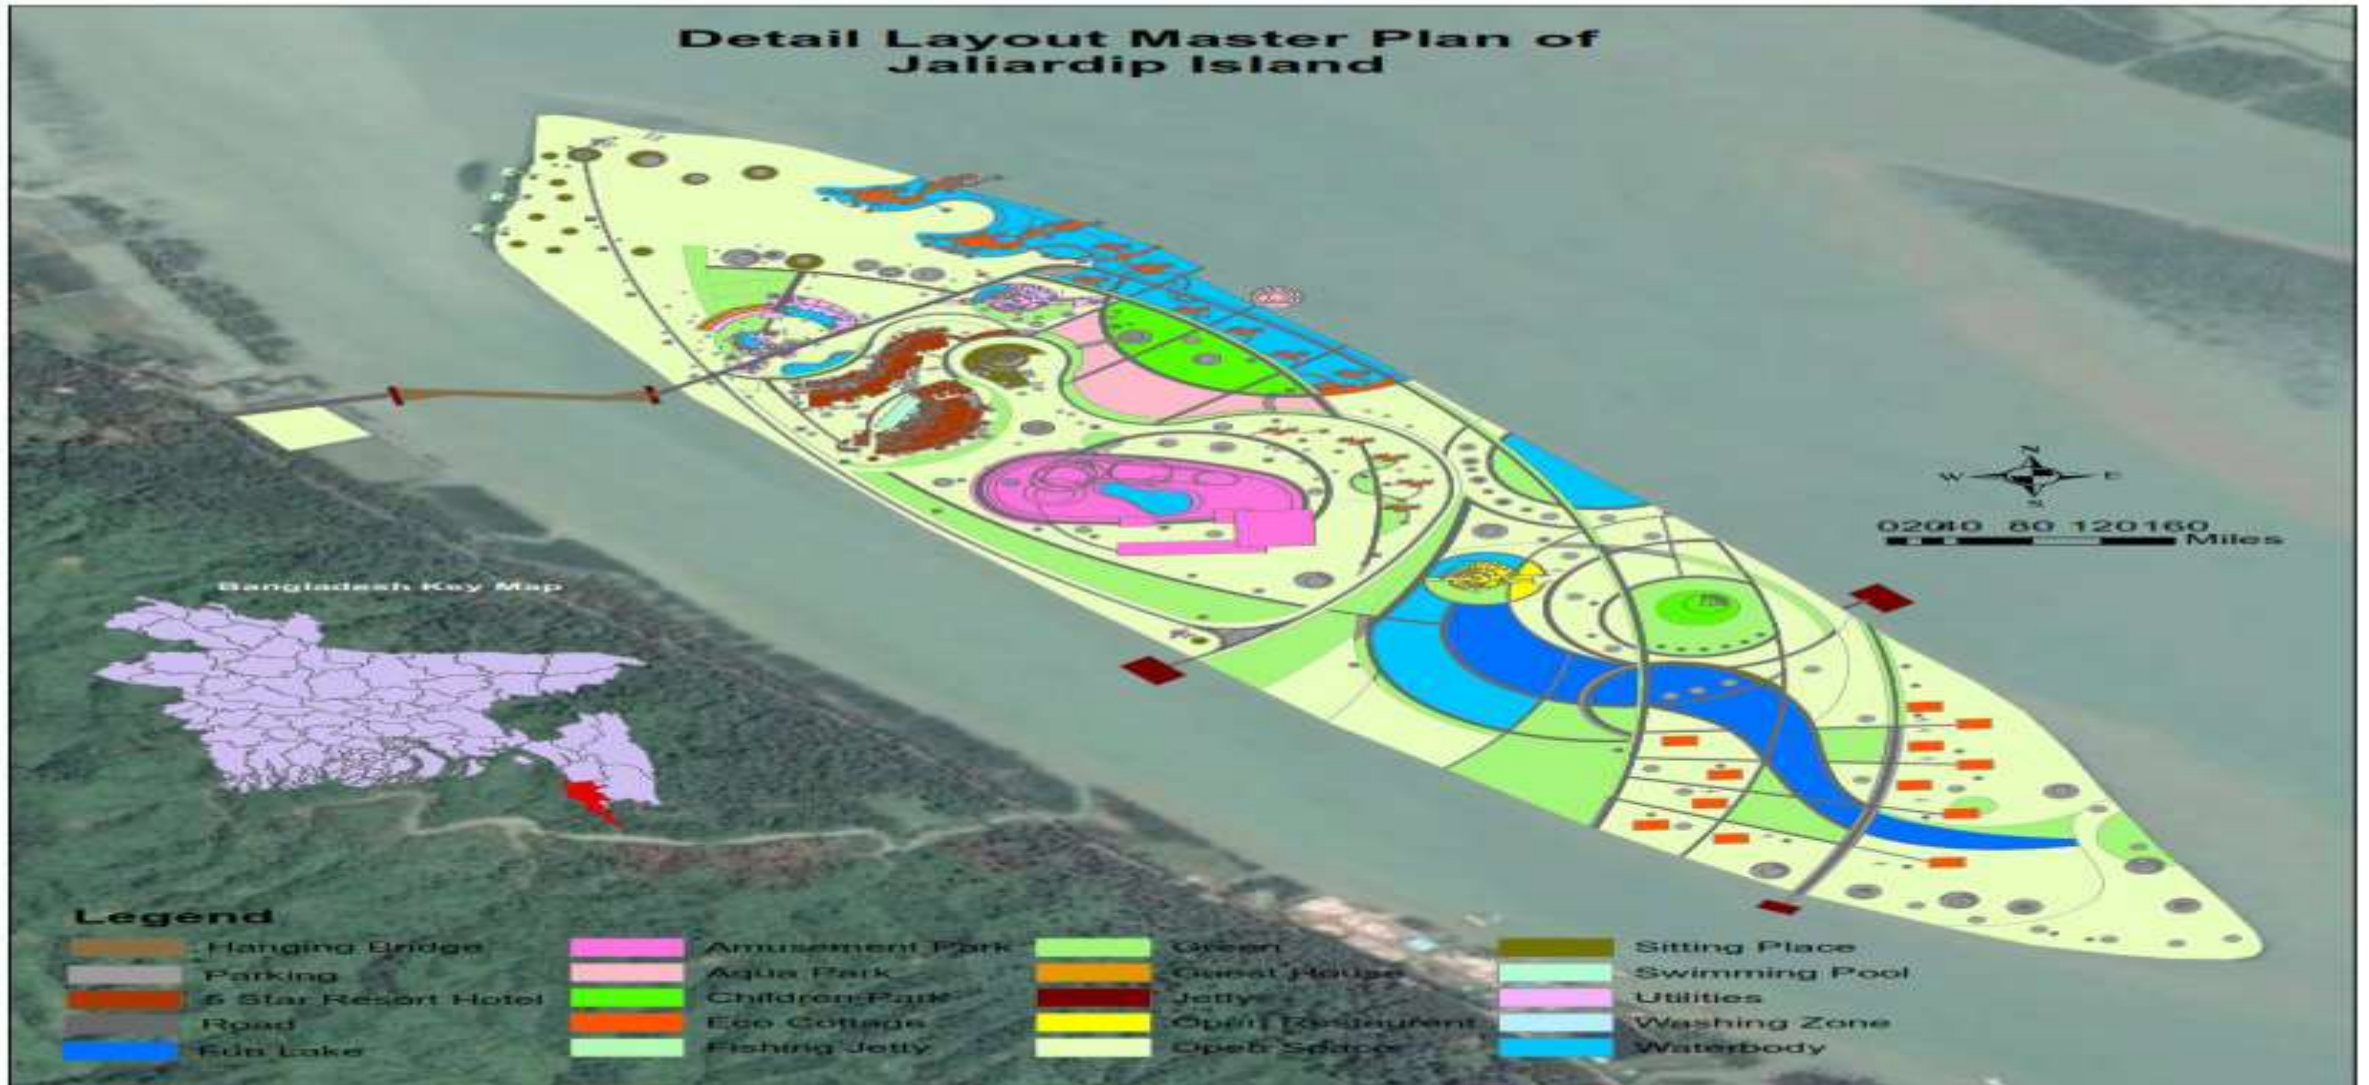 Detail Layout Master Plan of
Jaliardip Island
N
W E
S
02040 80 120160
Miles
Bangladesh Key Map
Legend
Hanging Bridge
Parking
5 Star Resort Hotel
Road
Fun Lake
Amusement Park
Aqua Park
Children Park
Eco Cottage
Fishing Jetty
Green
Guest House
Jetty
Open Restaurent
Open Space
Sitting Place
Swimming Pool
Utilities
Washing Zone
Waterbody